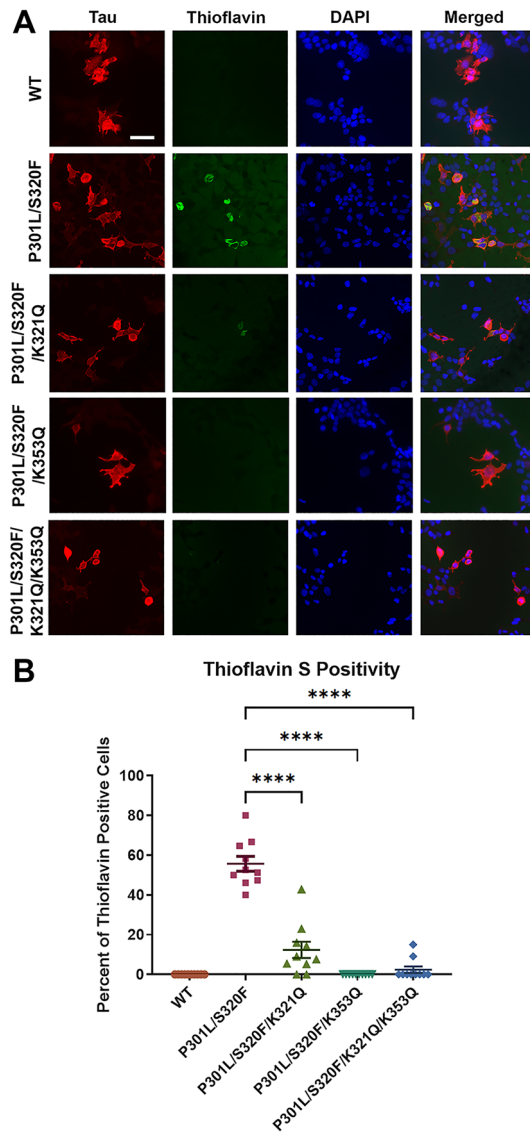 A
Tau Thioflavin DAPI Merged
WT
P301L/S320F
P301L/S320F
/K321Q
P301L/S320F
/K353Q
P301L/S320F/
K321Q/K353Q
B
Thioflavin S Positivity
****
****
****
Percent of Thioflavin Positive Cells
100
80
60
40
20
0
WT
P301L/S320F
P301L/S320F/K321Q
P301L/S320F/K353Q
P301L/S320F/K321Q/K353Q